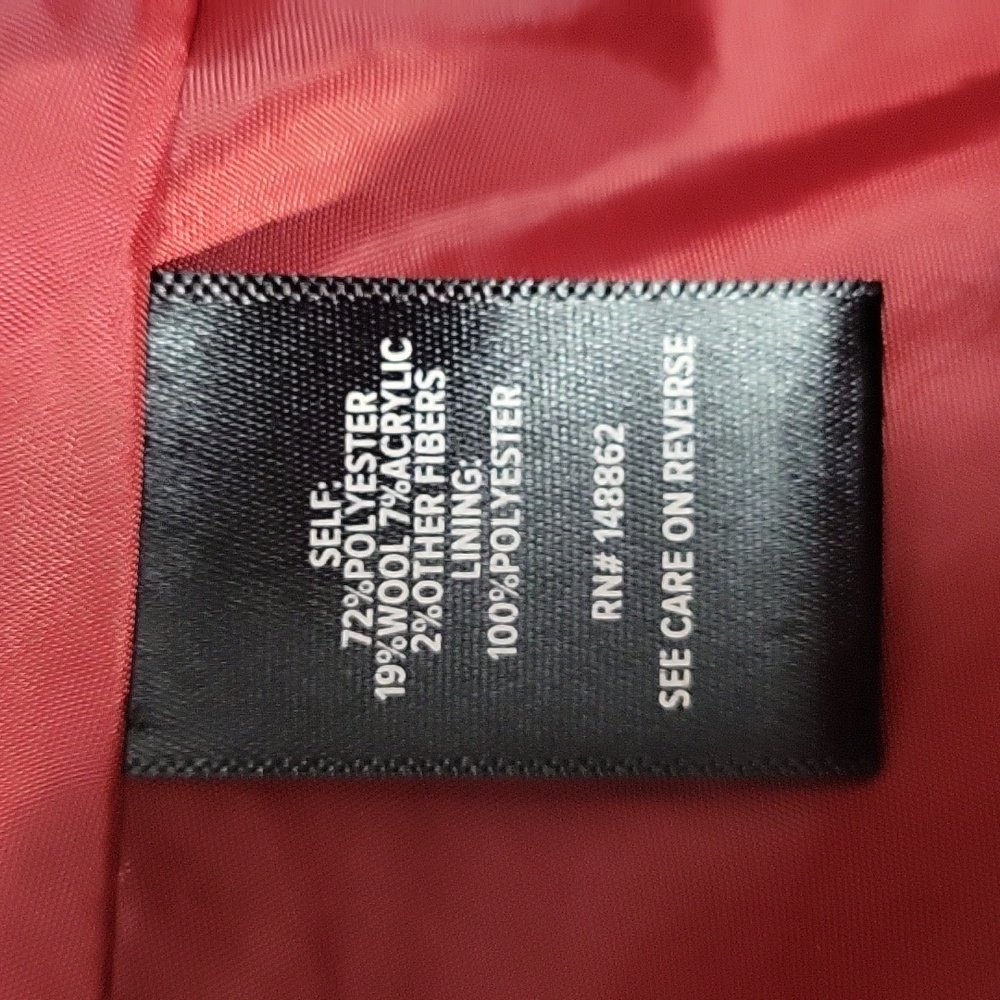 SELF:
72%POLYESTER
19%WOOL 7%ACRYLIC
2%OTHER FIBERS
LINING:
100%POLYESTER
RN# 148862
SEE CARE ON REVERSE